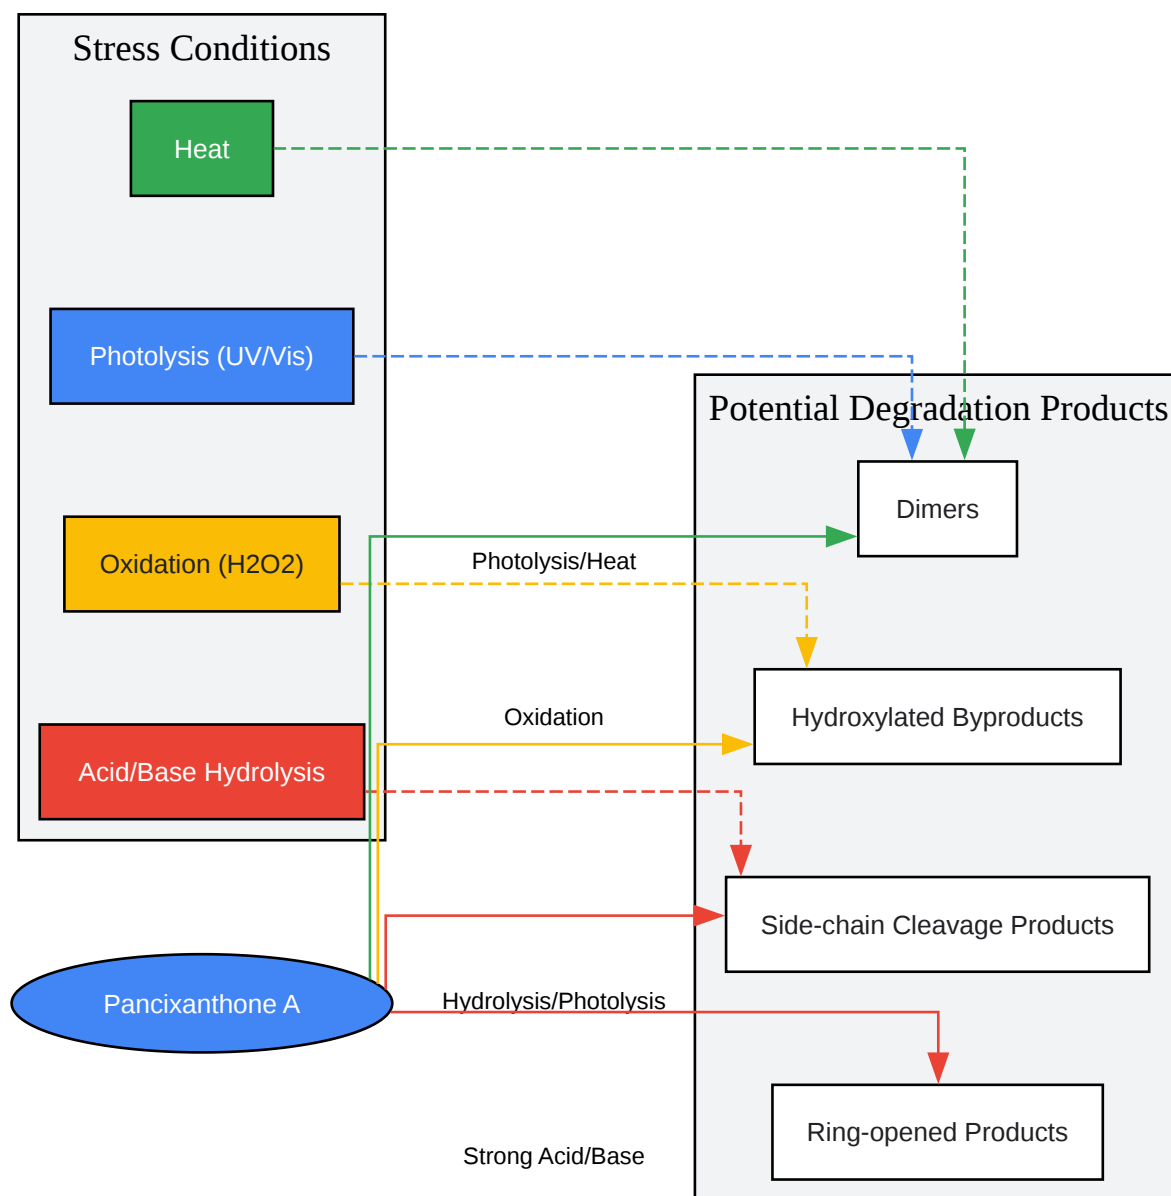 Stress Conditions
Heat
Photolysis (UV/Vis)
Potential Degradation Products
Dimers
Oxidation (H2O2)
Photolysis/Heat
Hydroxylated Byproducts
Oxidation
Acid/Base Hydrolysis
Side-chain Cleavage Products
Pancixanthone A
Hydrolysis/Photolysis
Ring-opened Products
Strong Acid/Base